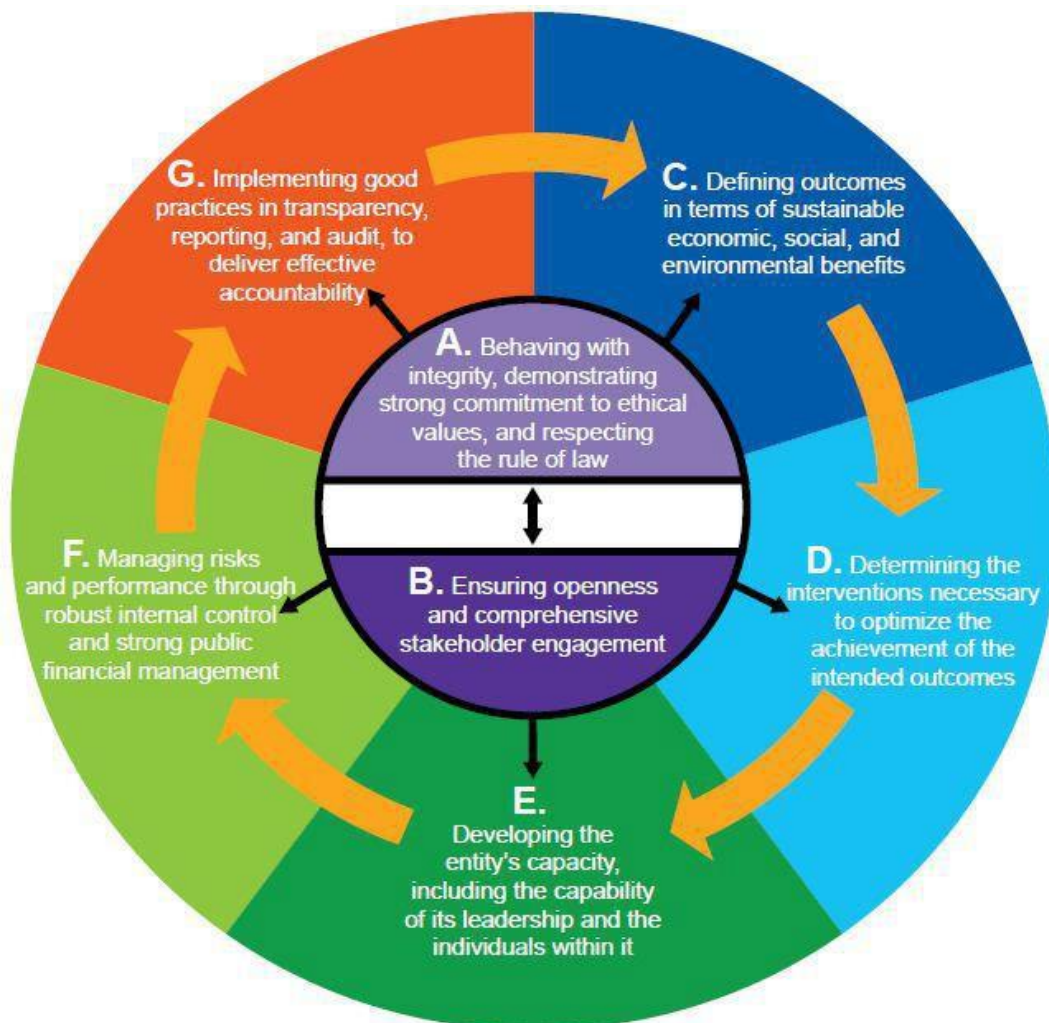 A. Behaving with
integrity, demonstrating
strong commitment to ethical
values, and respecting
the rule of law
B. Ensuring openness
and comprehensive
stakeholder engagement
C. Defining outcomes
in terms of sustainable
economic, social, and
environmental benefits
D. Determining the
interventions necessary
to optimize the
achievement of the
intended outcomes
E.
Developing the
entity's capacity,
including the capability
of its leadership and the
individuals within it
F. Managing risks
and performance through
robust internal control
and strong public
financial management
G. Implementing good
practices in transparency,
reporting, and audit, to
deliver effective
accountability